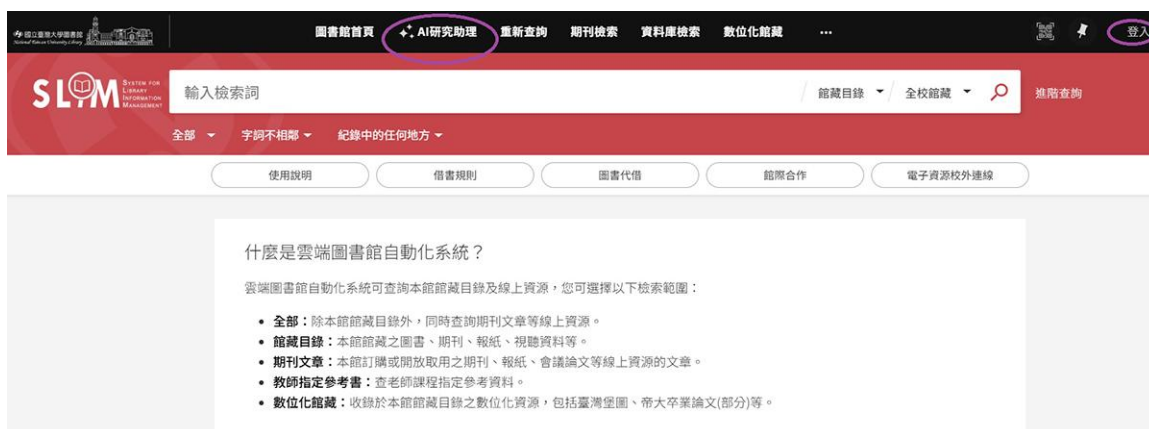 國立臺灣大學圖書館
National Taiwan University Library
圖書館首頁 AI研究助理 重新查詢 期刊檢索 資料庫檢索 數位化館藏 ... 登入
SLIM SYSTEM FOR LIBRARY INFORMATION MANAGEMENT
輸入檢索詞 館藏目錄 全校館藏 進階查詢
全部 字詞不相鄰 紀錄中的任何地方
使用說明 借書規則 圖書代借 館際合作 電子資源校外連線
什麼是雲端圖書館自動化系統？
雲端圖書館自動化系統可查詢本館館藏目錄及線上資源，您可選擇以下檢索範圍：
• 全部：除本館館藏目錄外，同時查詢期刊文章等線上資源。
• 館藏目錄：本館館藏之圖書、期刊、報紙、視聽資料等。
• 期刊文章：本館訂購或開放取用之期刊、報紙、會議論文等線上資源的文章。
• 教師指定參考書：查老師課程指定參考資料。
• 數位化館藏：收錄於本館館藏目錄之數位化資源，包括臺灣堡圖、帝大卒業論文(部分)等。